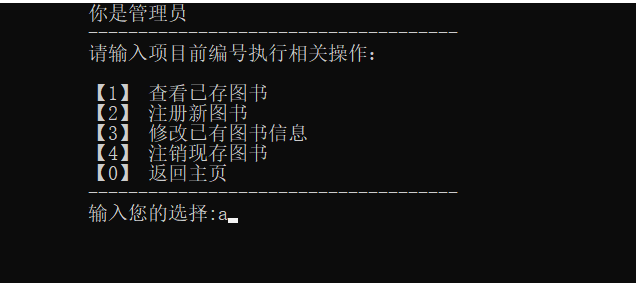 你是管理员
-------------------------------------
请输入项目前编号执行相关操作：
【1】 查看已存图书
【2】 注册新图书
【3】 修改已有图书信息
【4】 注销现存图书
【0】 返回主页
-------------------------------------
输入您的选择:a